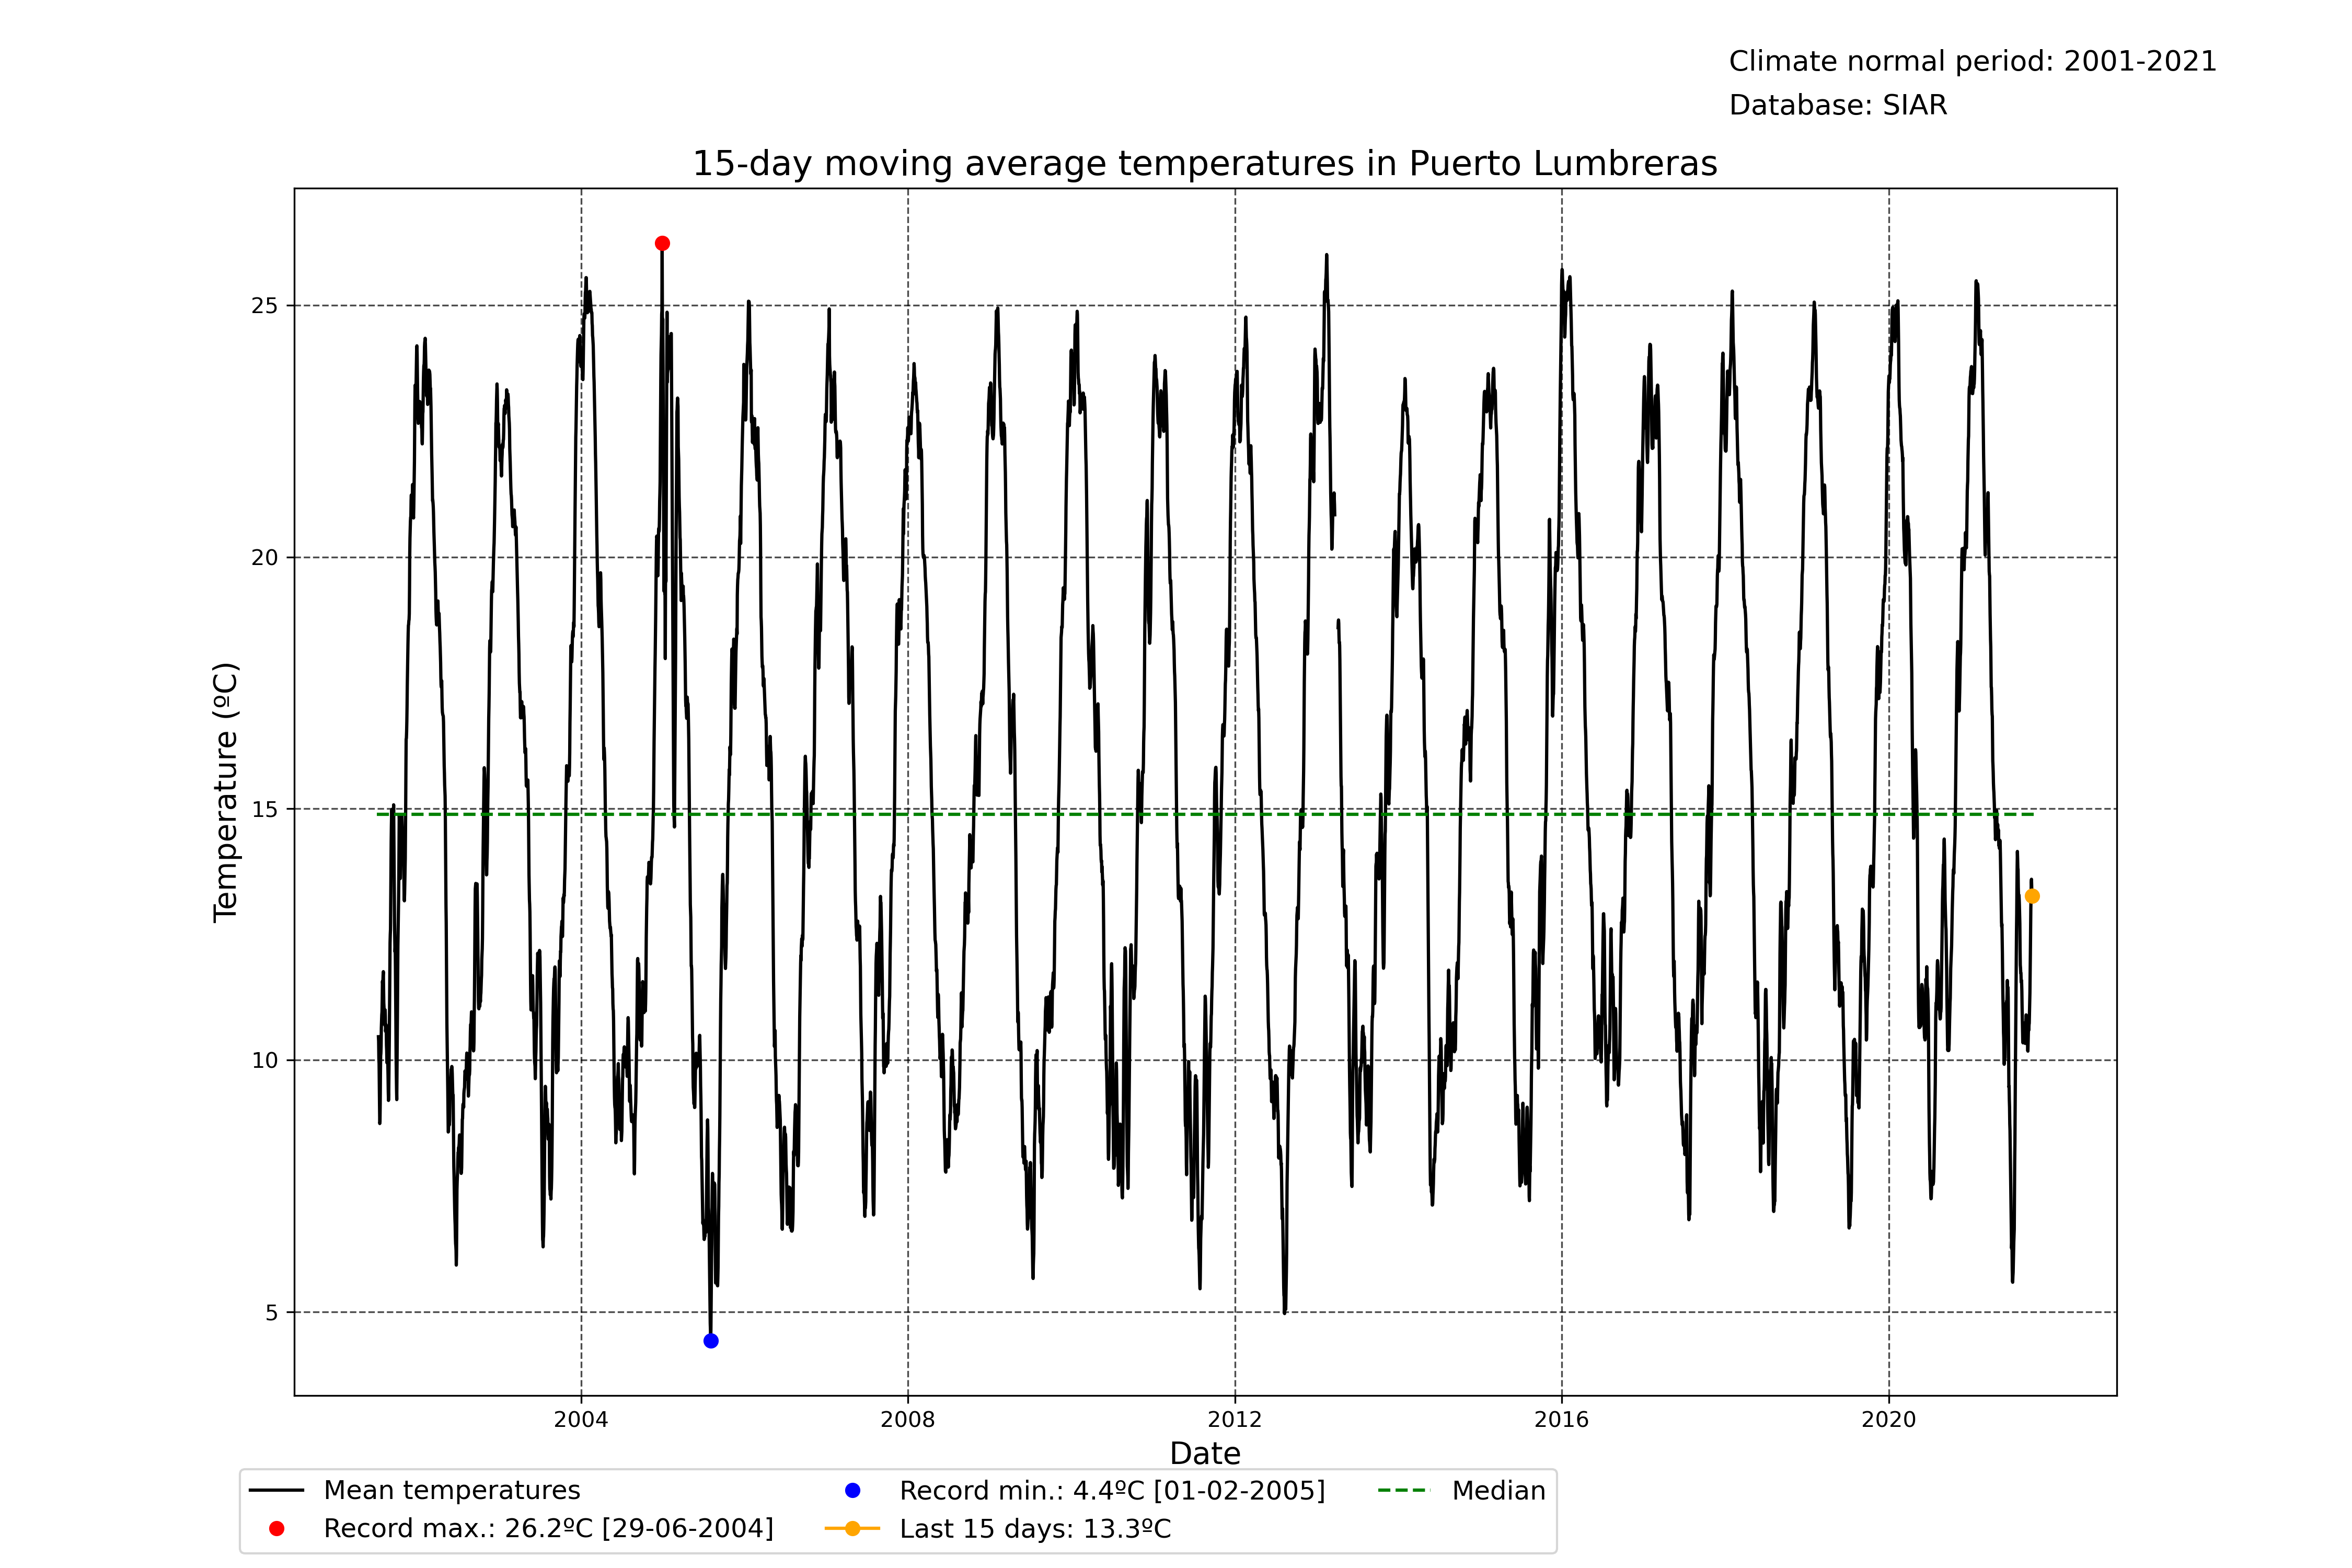 Climate normal period: 2001-2021
Database: SIAR
15-day moving average temperatures in Puerto Lumbreras
25
20
15
10
5
Temperature (ºC)
2004 2008 2012 2016 2020
Date
Mean temperatures
Record max.: 26.2ºC [29-06-2004]
Record min.: 4.4ºC [01-02-2005]
Last 15 days: 13.3ºC
Median